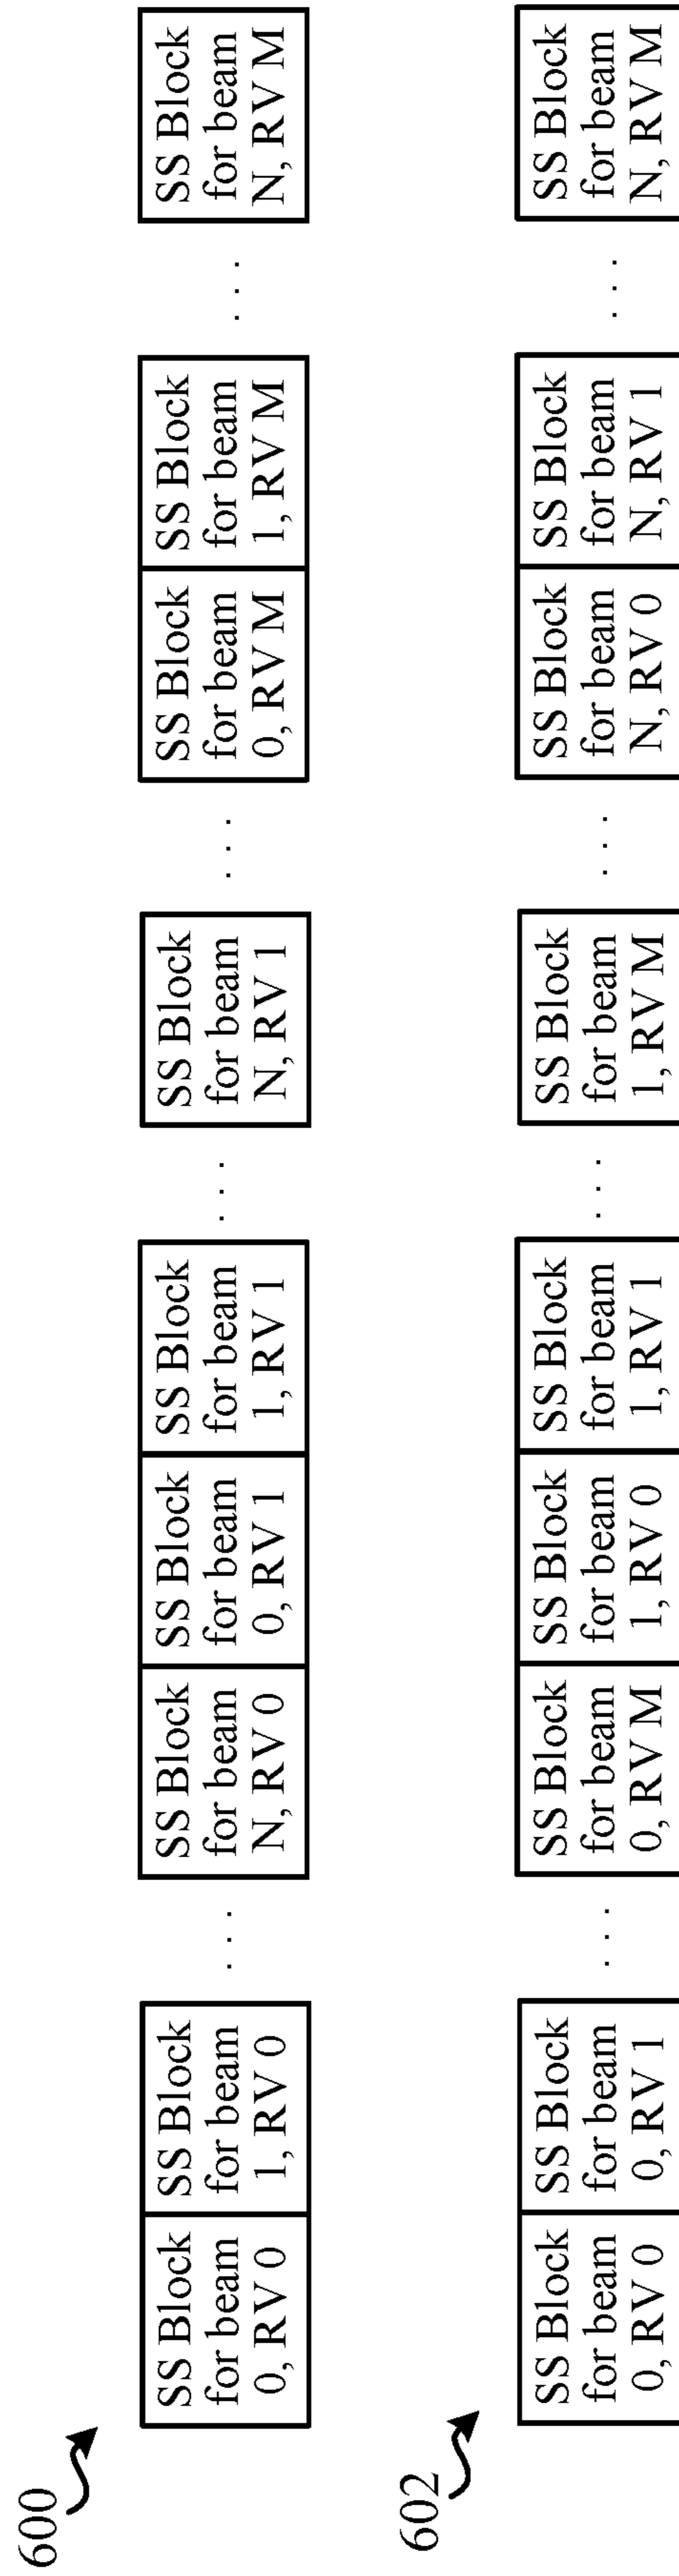 600
SS Block
for beam
0, RV 0
SS Block
for beam
1, RV 0
. . .
SS Block
for beam
N, RV 0
SS Block
for beam
0, RV 1
SS Block
for beam
1, RV 1
. . .
SS Block
for beam
N, RV 1
. . .
SS Block
for beam
0, RV M
SS Block
for beam
1, RV M
. . .
SS Block
for beam
N, RV M
602
SS Block
for beam
0, RV 0
SS Block
for beam
0, RV 1
. . .
SS Block
for beam
0, RV M
SS Block
for beam
1, RV 0
SS Block
for beam
1, RV 1
. . .
SS Block
for beam
1, RV M
. . .
SS Block
for beam
N, RV 0
SS Block
for beam
N, RV 1
. . .
SS Block
for beam
N, RV M